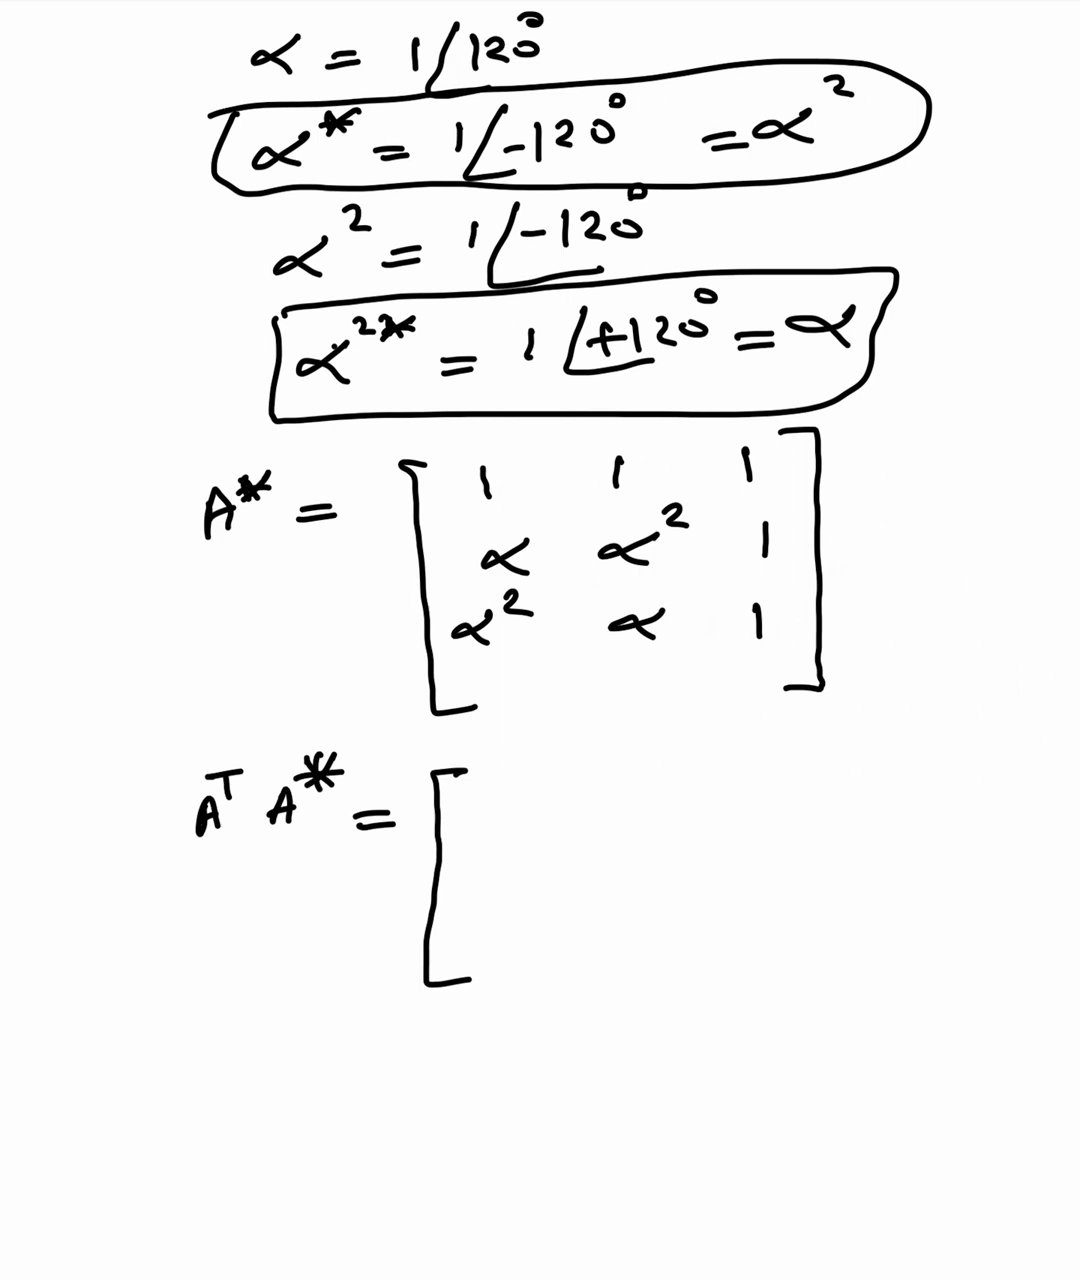 α = 1∠120°
α* = 1∠-120° = α²
α² = 1∠-120°
α²* = 1∠+120° = α
A* = [ 1 1 1
α α² 1
α² α 1 ]
Aᵀ A* = [